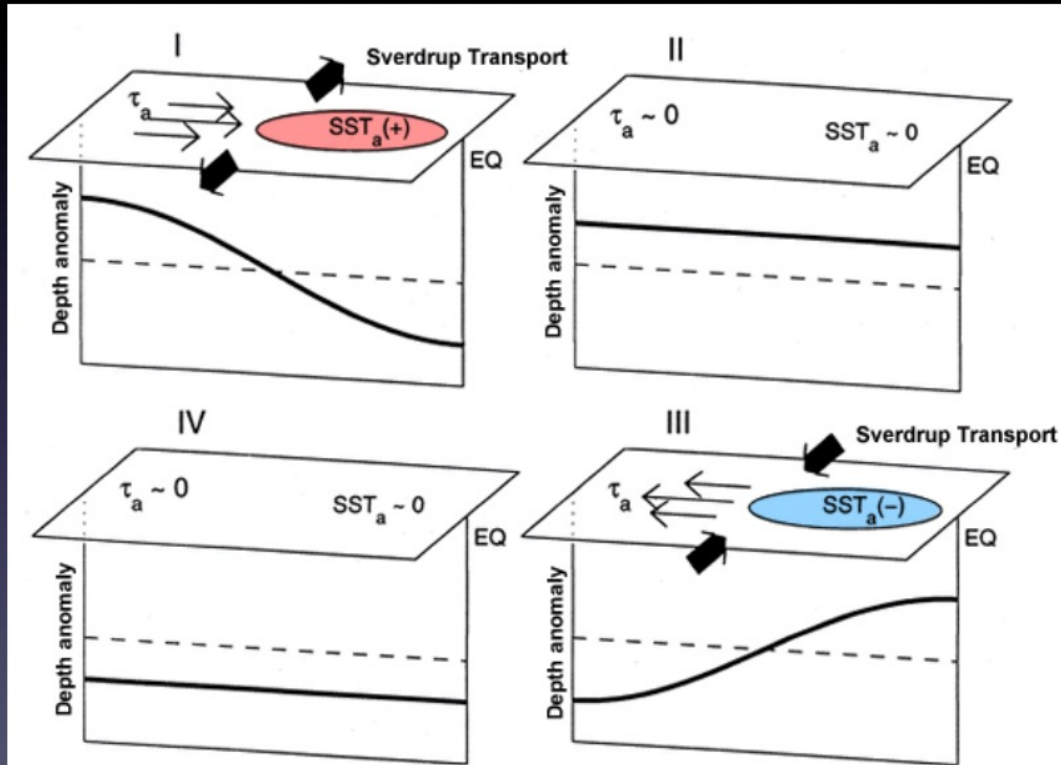 I
Sverdrup Transport
τa
SSTa(+)
EQ
Depth anomaly
II
τa ~ 0
SSTa ~ 0
EQ
Depth anomaly
IV
τa ~ 0
SSTa ~ 0
EQ
Depth anomaly
III
Sverdrup Transport
τa
SSTa(−)
EQ
Depth anomaly